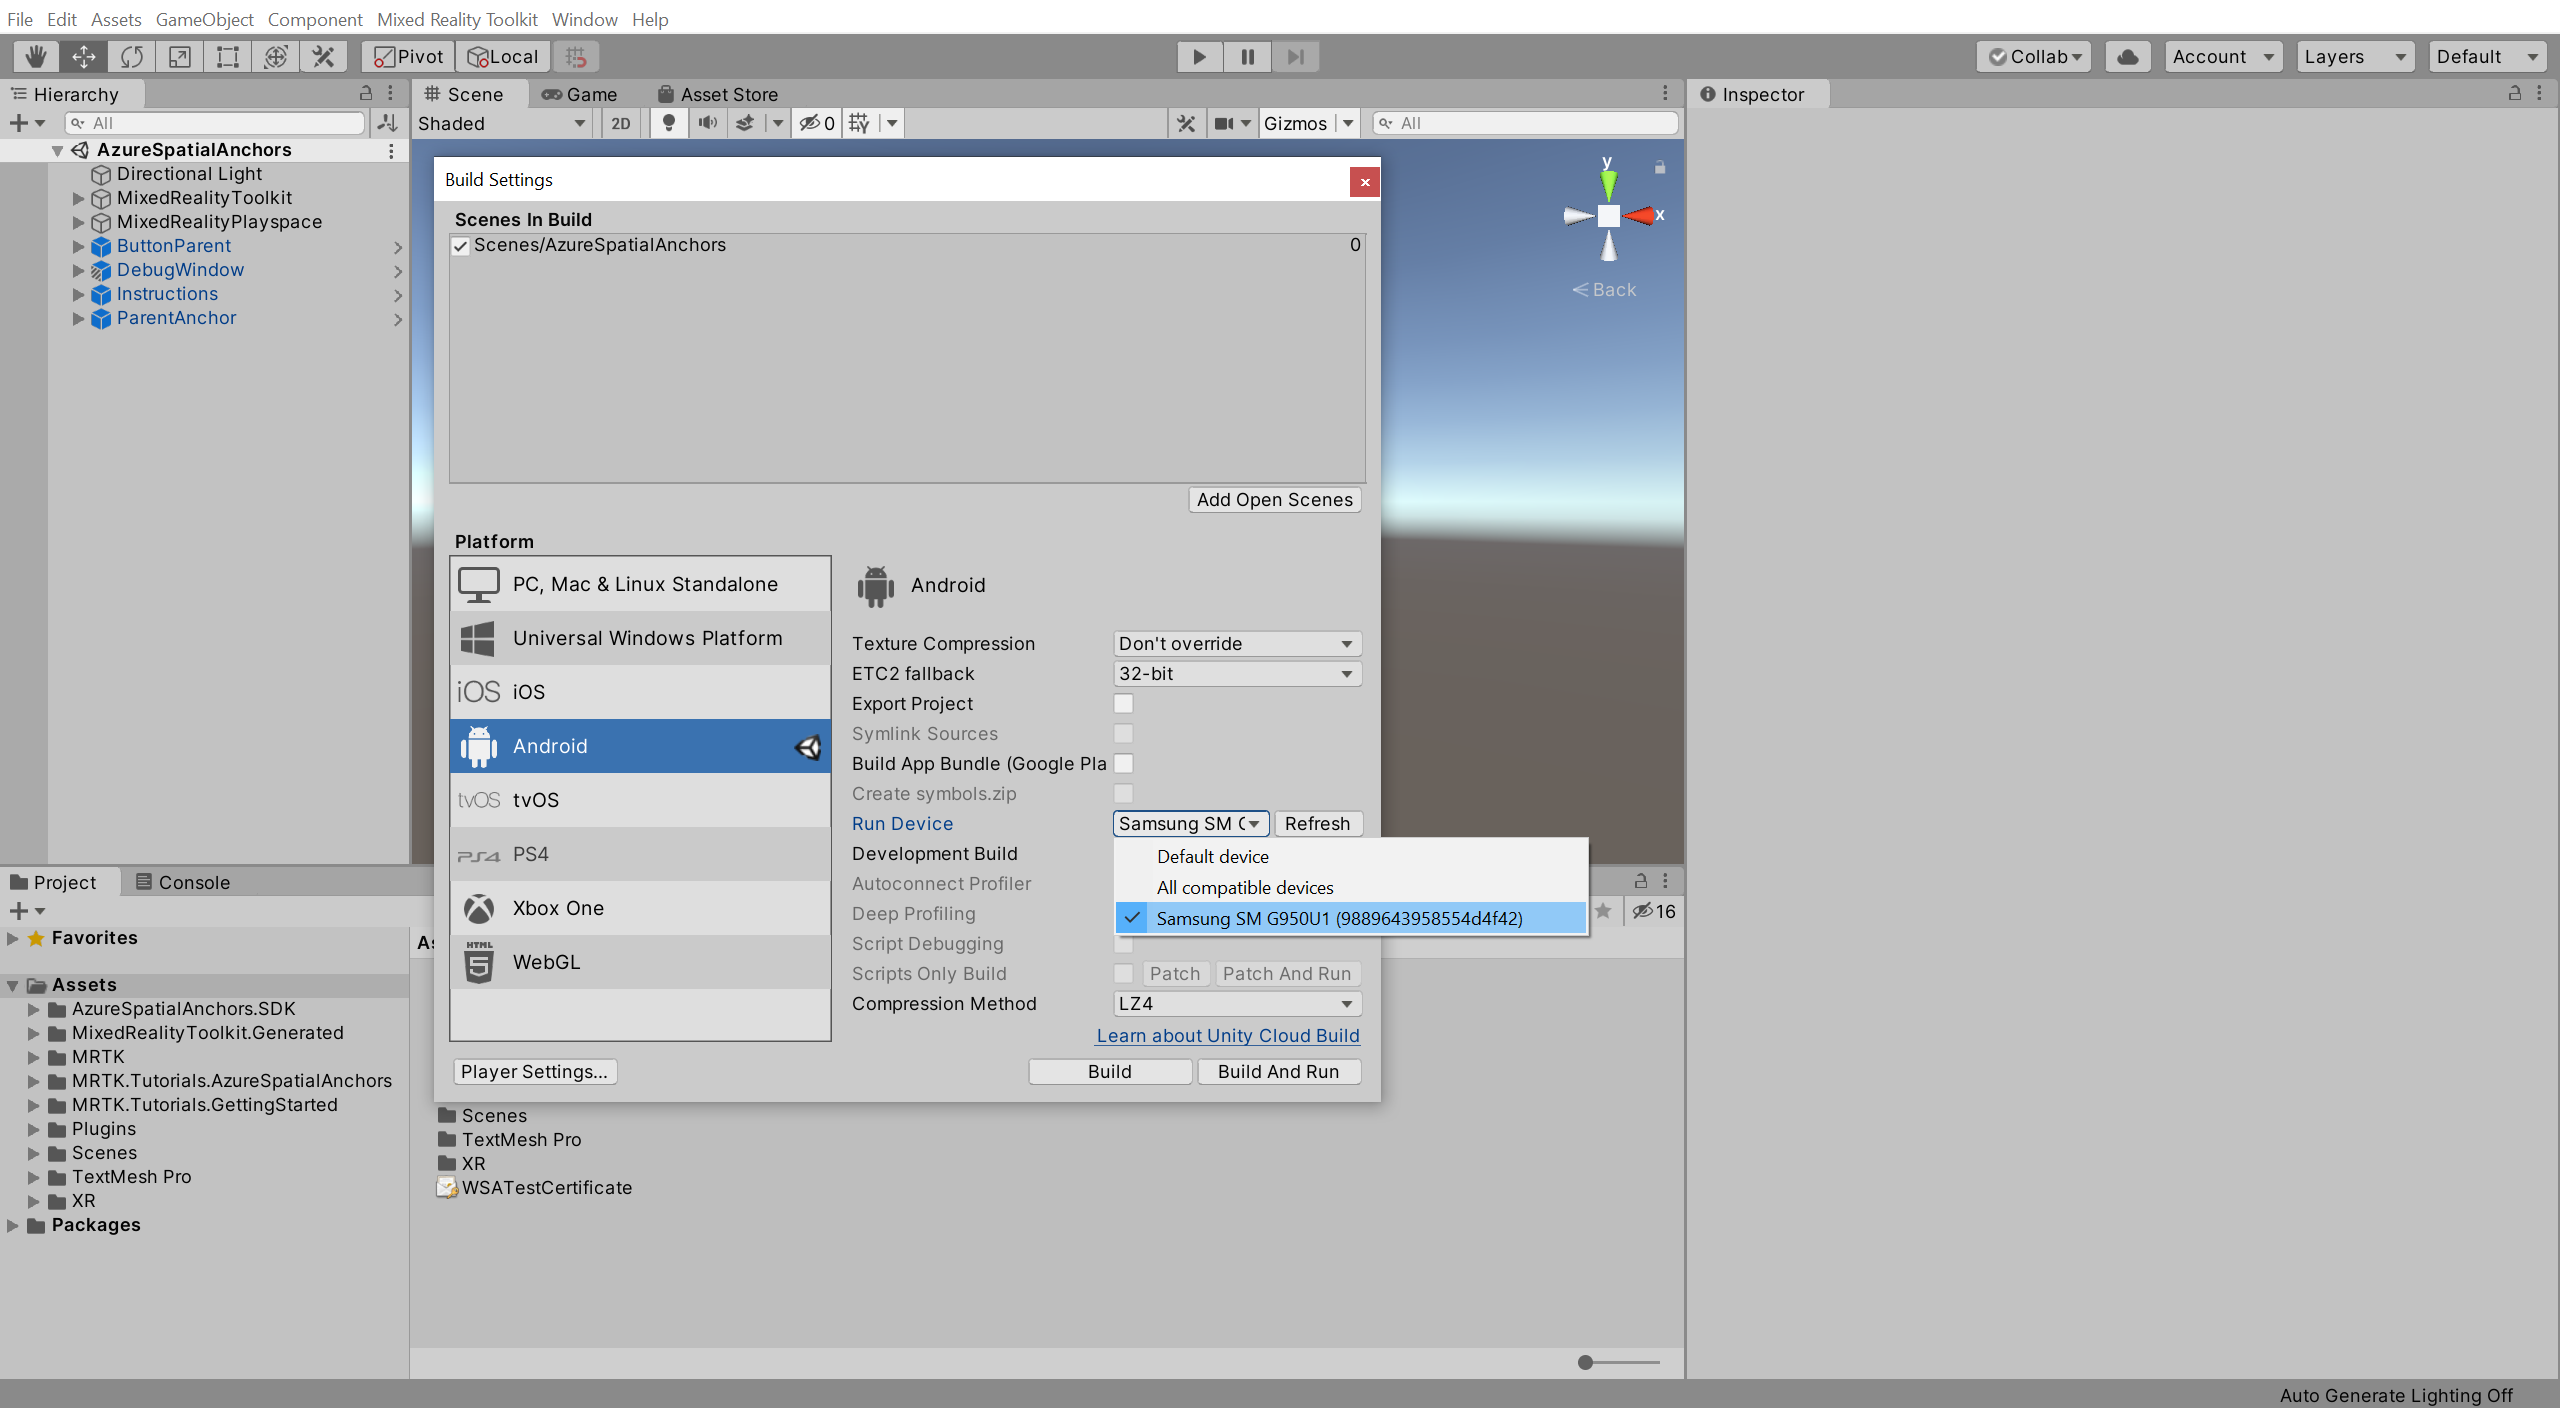 File Edit Assets GameObject Component Mixed Reality Toolkit Window Help
Pivot Local Collab Account Layers Default
Hierarchy
All
AzureSpatialAnchors
Directional Light
MixedRealityToolkit
MixedRealityPlayspace
ButtonParent
DebugWindow
Instructions
ParentAnchor
Scene Game Asset Store
Shaded 2D 0 Gizmos All
y
x
Back
Inspector
Build Settings
x
Scenes In Build
Scenes/AzureSpatialAnchors 0
Add Open Scenes
Platform
PC, Mac & Linux Standalone
Universal Windows Platform
iOS iOS
Android
tvOS tvOS
PS4 PS4
Xbox One
HTML 5 WebGL
Android
Texture Compression Don't override
ETC2 fallback 32-bit
Export Project
Symlink Sources
Build App Bundle (Google Pla
Create symbols.zip
Run Device Samsung SM Refresh
Development Build
Autoconnect Profiler
Deep Profiling
Script Debugging
Scripts Only Build Patch Patch And Run
Compression Method LZ4
Default device
All compatible devices
Samsung SM G950U1 (9889643958554d4f42)
Learn about Unity Cloud Build
Player Settings... Build Build And Run
Project Console
16
Favorites
Assets
AzureSpatialAnchors.SDK
MixedRealityToolkit.Generated
MRTK
MRTK.Tutorials.AzureSpatialAnchors
MRTK.Tutorials.GettingStarted
Plugins
Scenes
TextMesh Pro
XR
Packages
As
Scenes
TextMesh Pro
XR
WSATestCertificate
Auto Generate Lighting Off